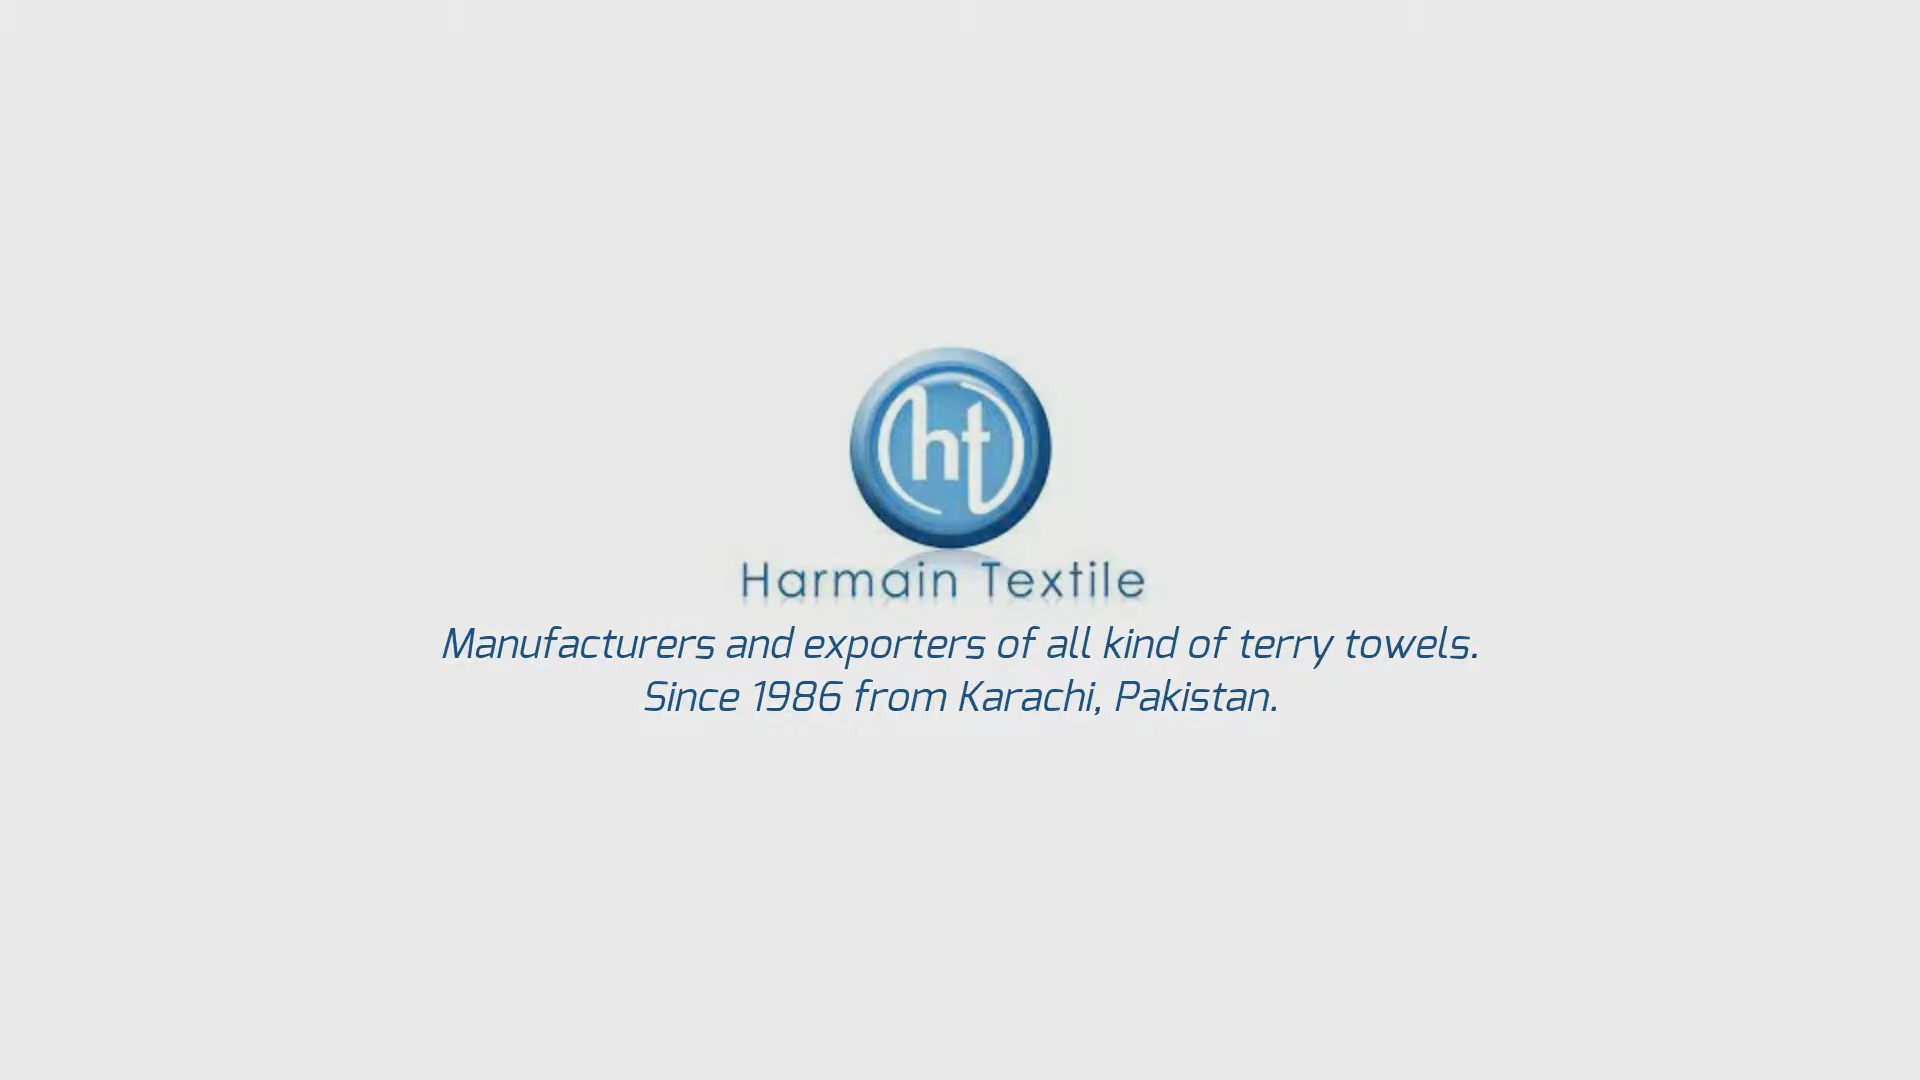 ht
Harmain Textile
Manufacturers and exporters of all kind of terry towels.
Since 1986 from Karachi, Pakistan.